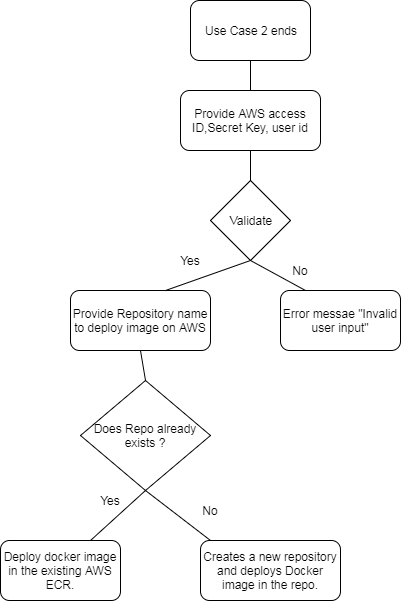 Use Case 2 ends
Provide AWS access
ID,Secret Key, user id
Validate
Yes
No
Provide Repository name
to deploy image on AWS
Error messae "Invalid
user input"
Does Repo already
exists ?
Yes
No
Deploy docker image
in the existing AWS
ECR.
Creates a new repository
and deploys Docker
image in the repo.